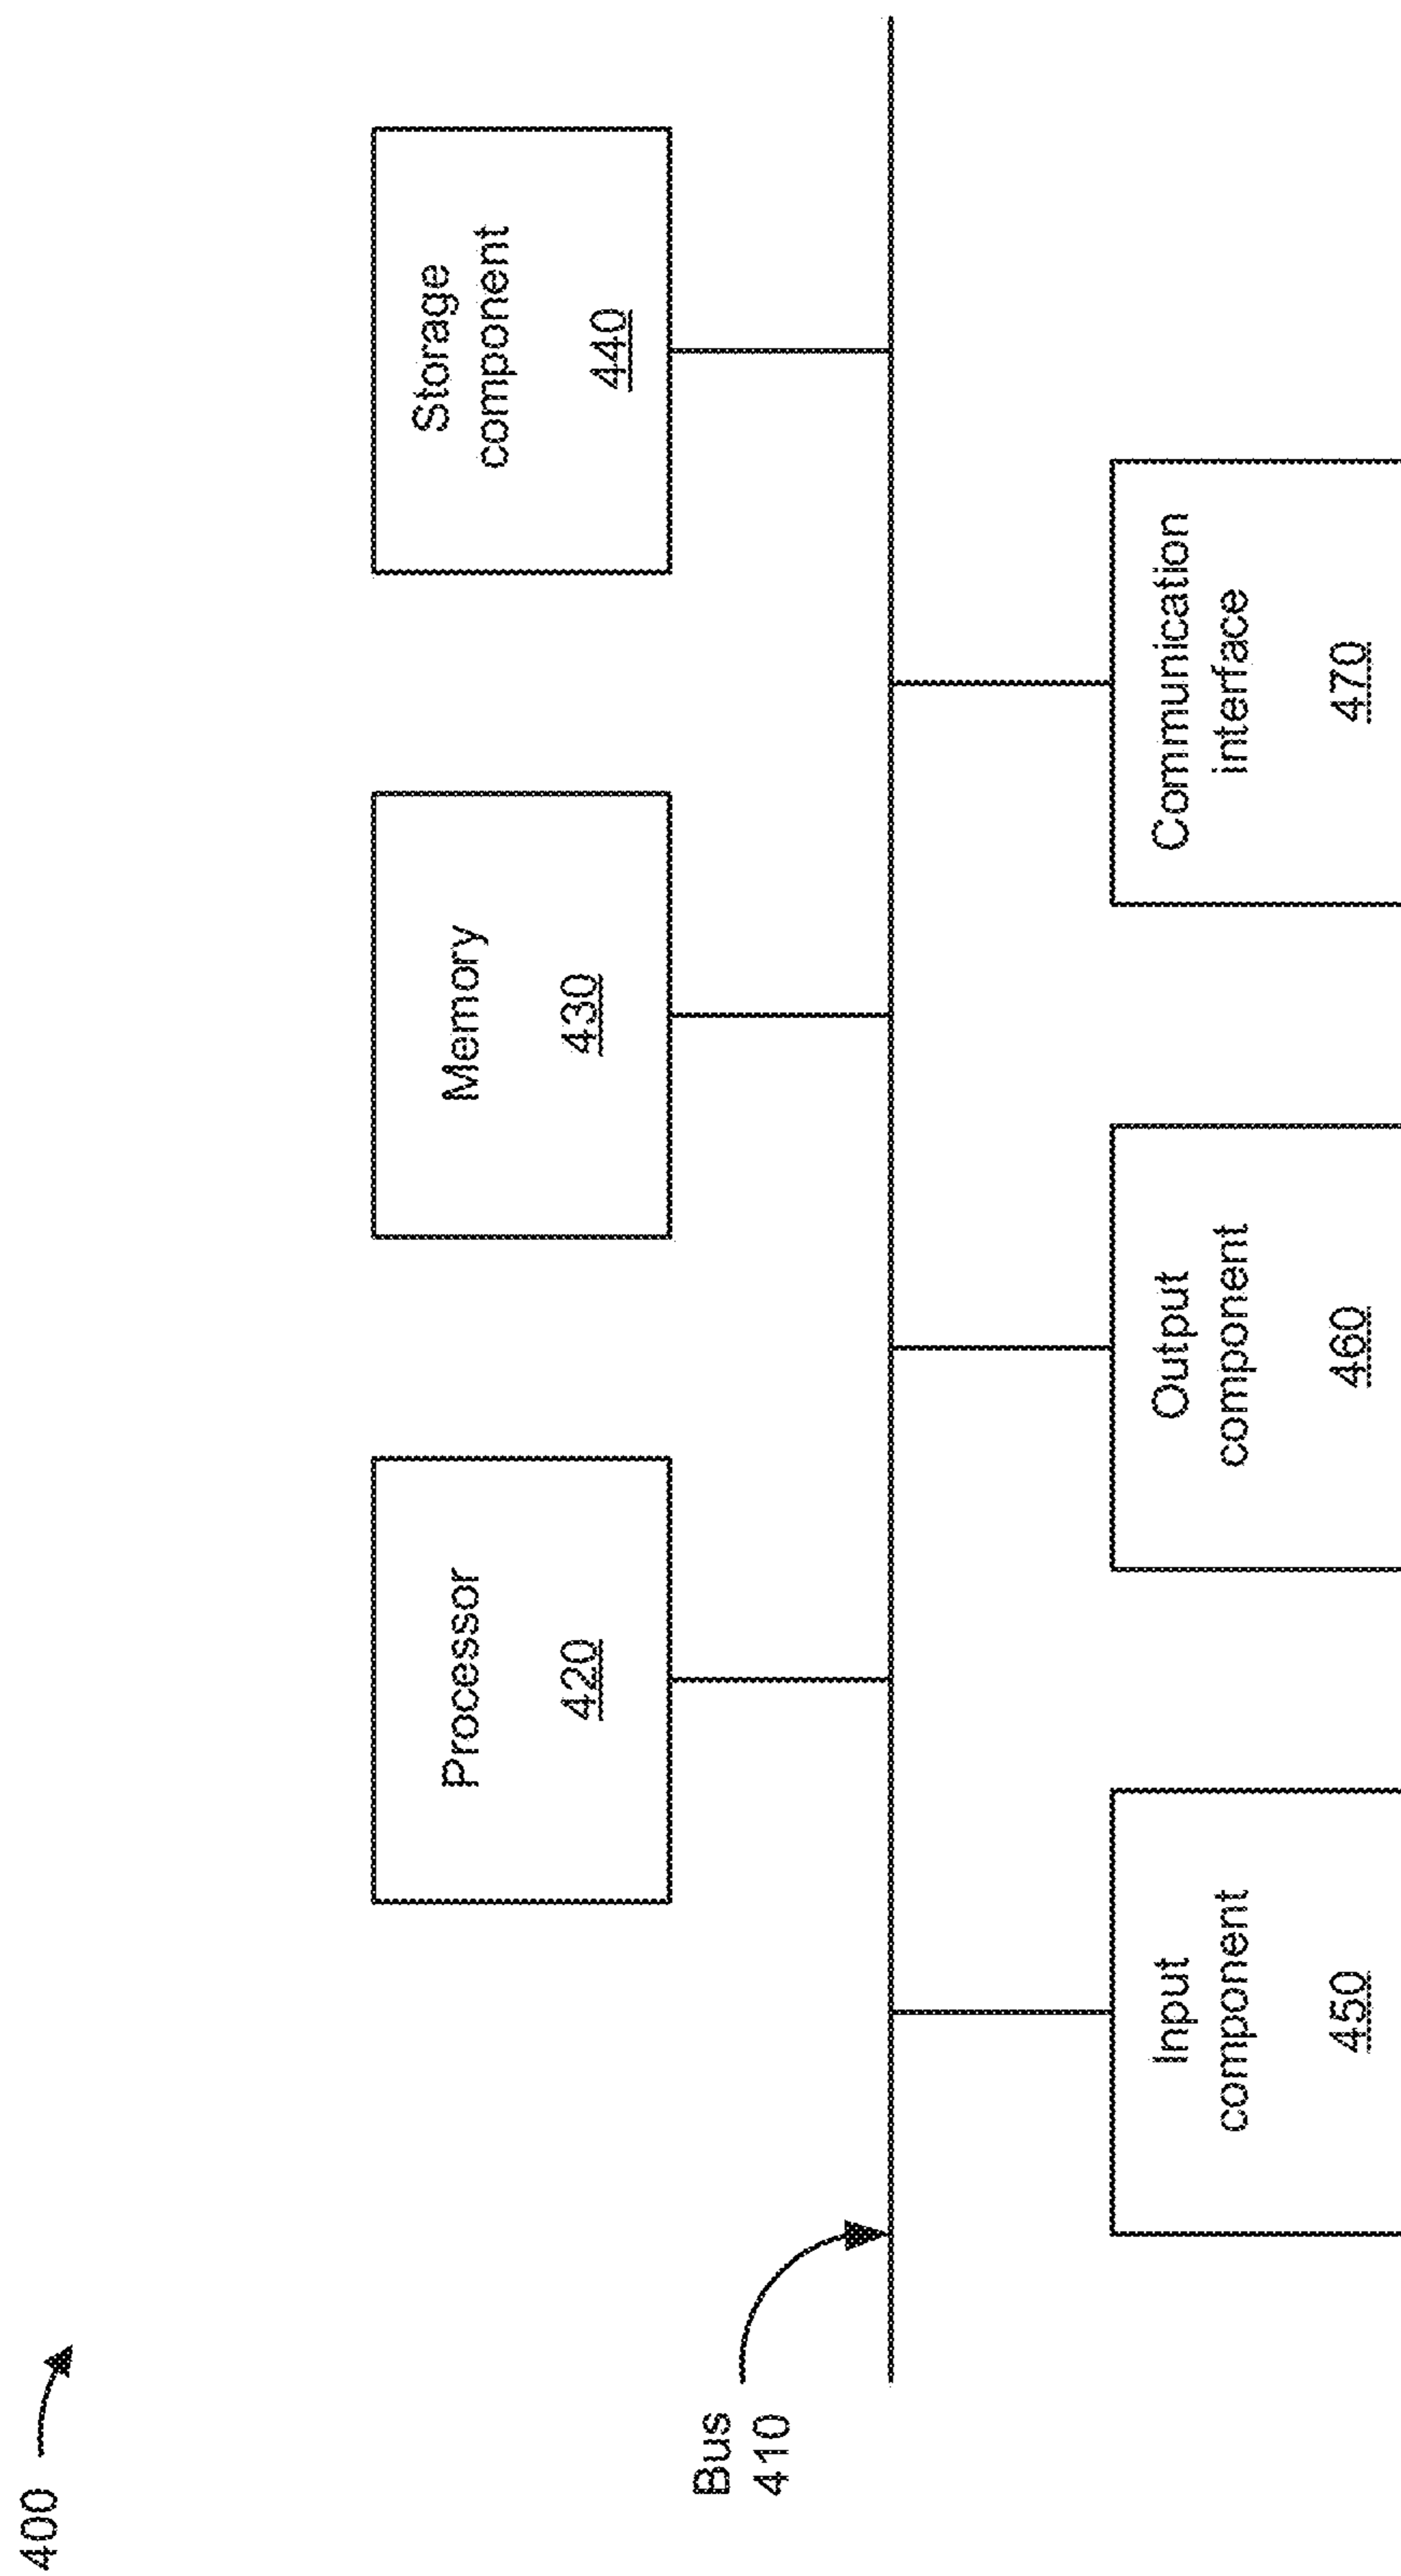 400
Processor
420
Memory
430
Storage
component
440
Bus
410
Input
component
450
Output
component
460
Communication
interface
470